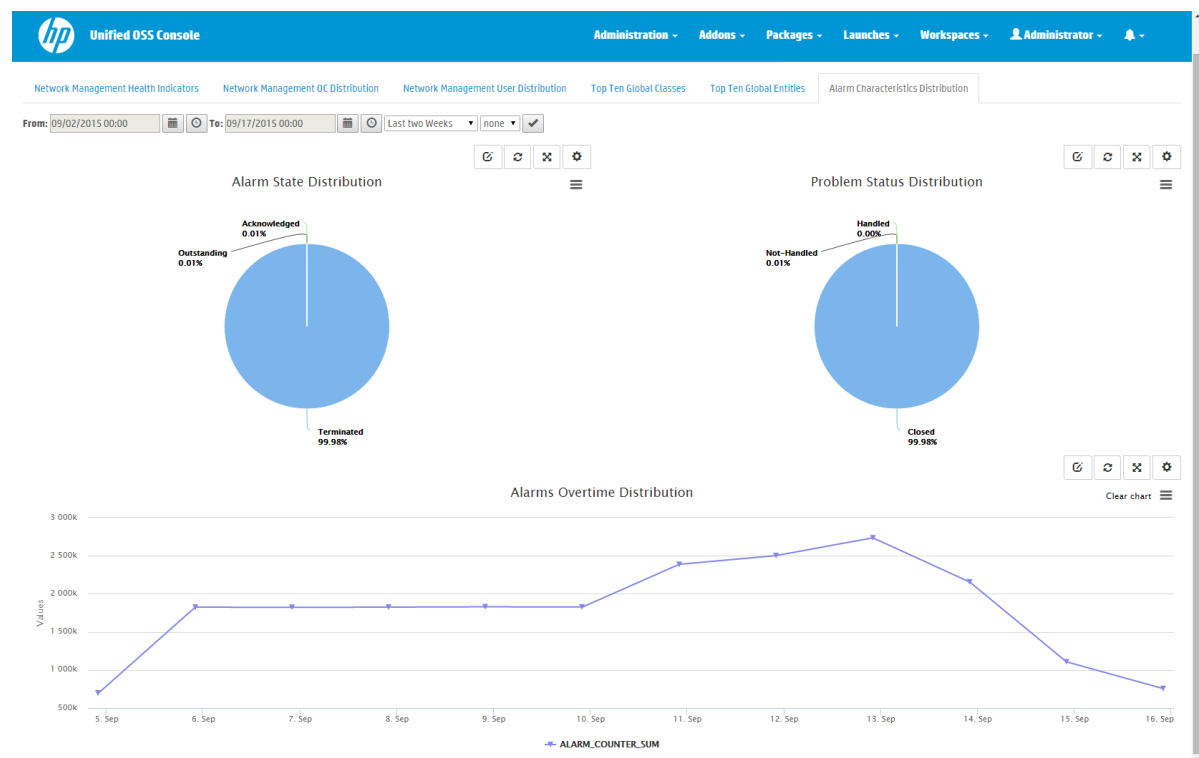 hp Unified OSS Console Administration Addons Packages Launches Workspaces Administrator
Network Management Health Indicators Network Management OC Distribution Network Management User Distribution Top Ten Global Classes Top Ten Global Entities Alarm Characteristics Distribution
From: 09/02/2015 00:00 To: 09/17/2015 00:00 Last two Weeks none
Alarm State Distribution
Acknowledged
0.01%
Outstanding
0.01%
Terminated
99.98%
Problem Status Distribution
Handled
0.00%
Not-Handled
0.01%
Closed
99.98%
Alarms Overtime Distribution
Clear chart
Values
3 000k
2 500k
2 000k
1 500k
1 000k
500k
5. Sep 6. Sep 7. Sep 8. Sep 9. Sep 10. Sep 11. Sep 12. Sep 13. Sep 14. Sep 15. Sep 16. Sep
ALARM_COUNTER_SUM